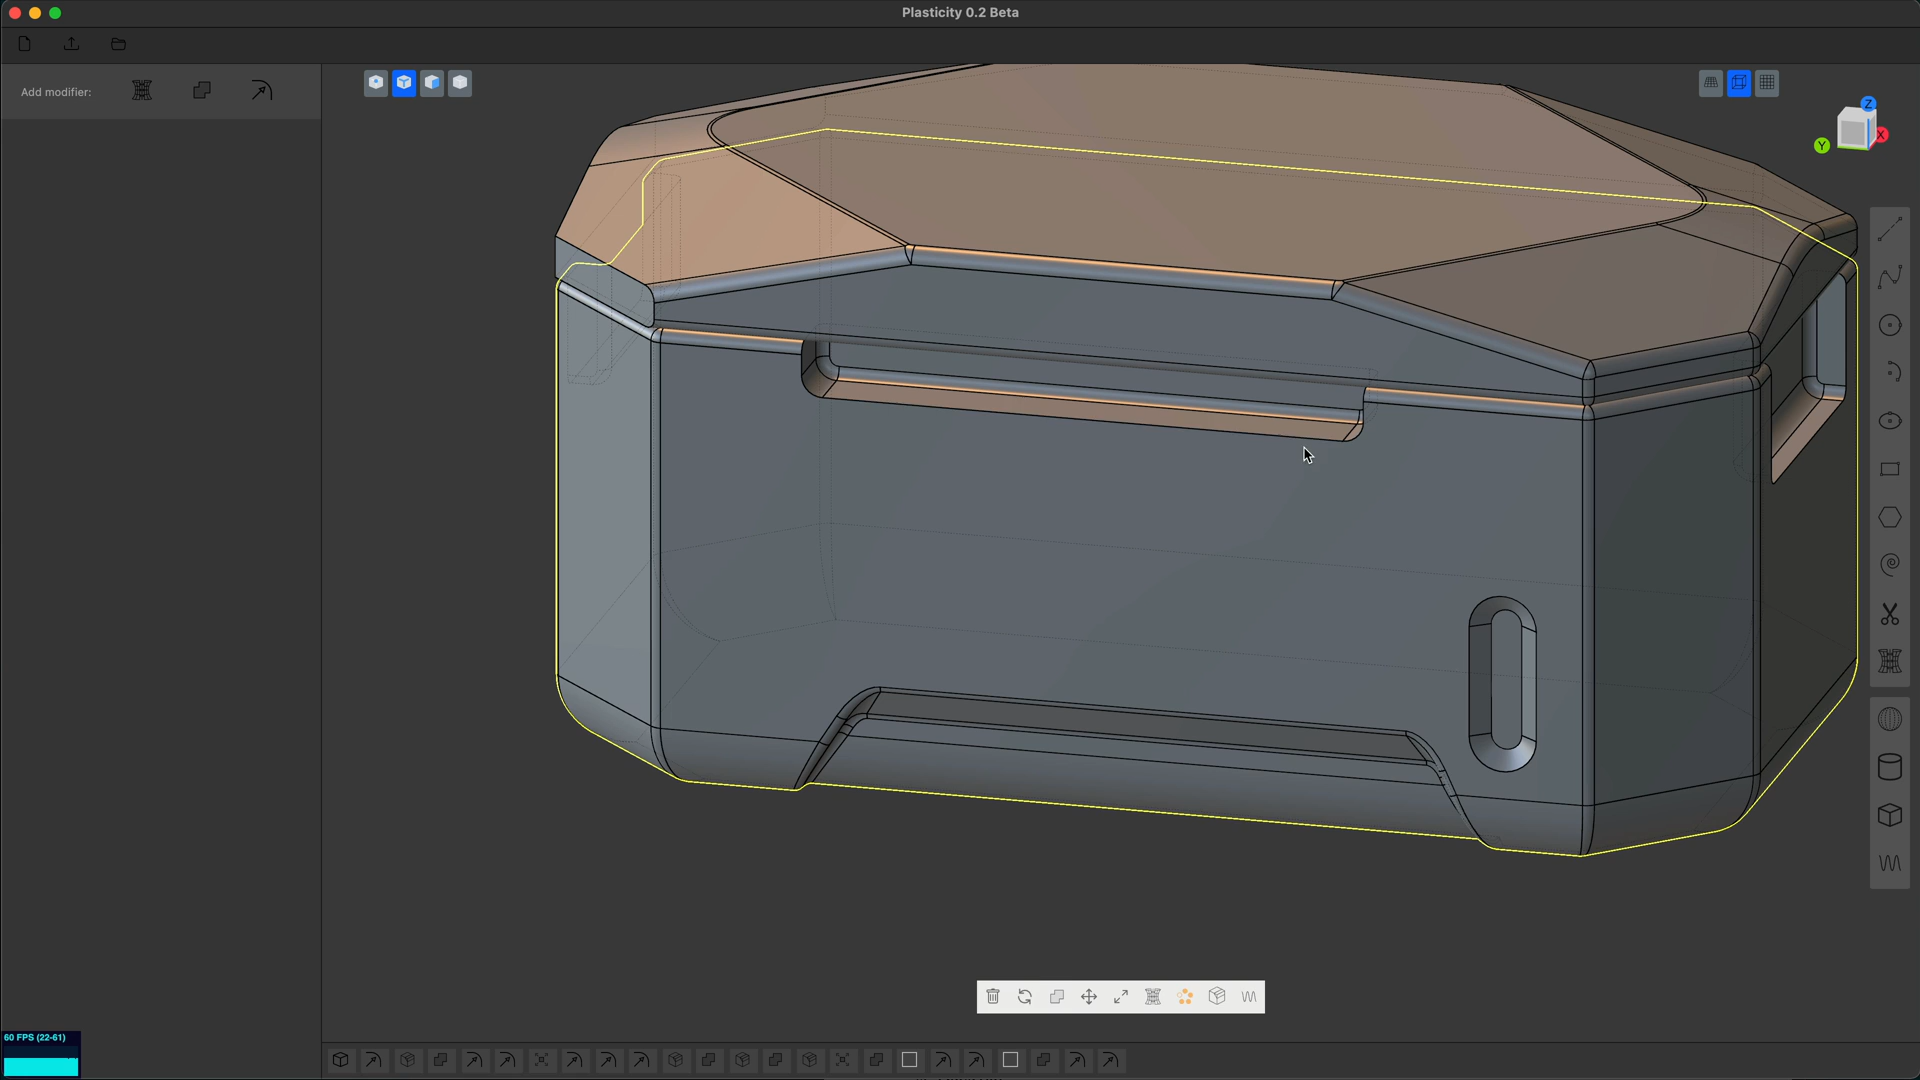 Plasticity 0.2 Beta
Add modifier:
Z
X
Y
60 FPS (22-61)